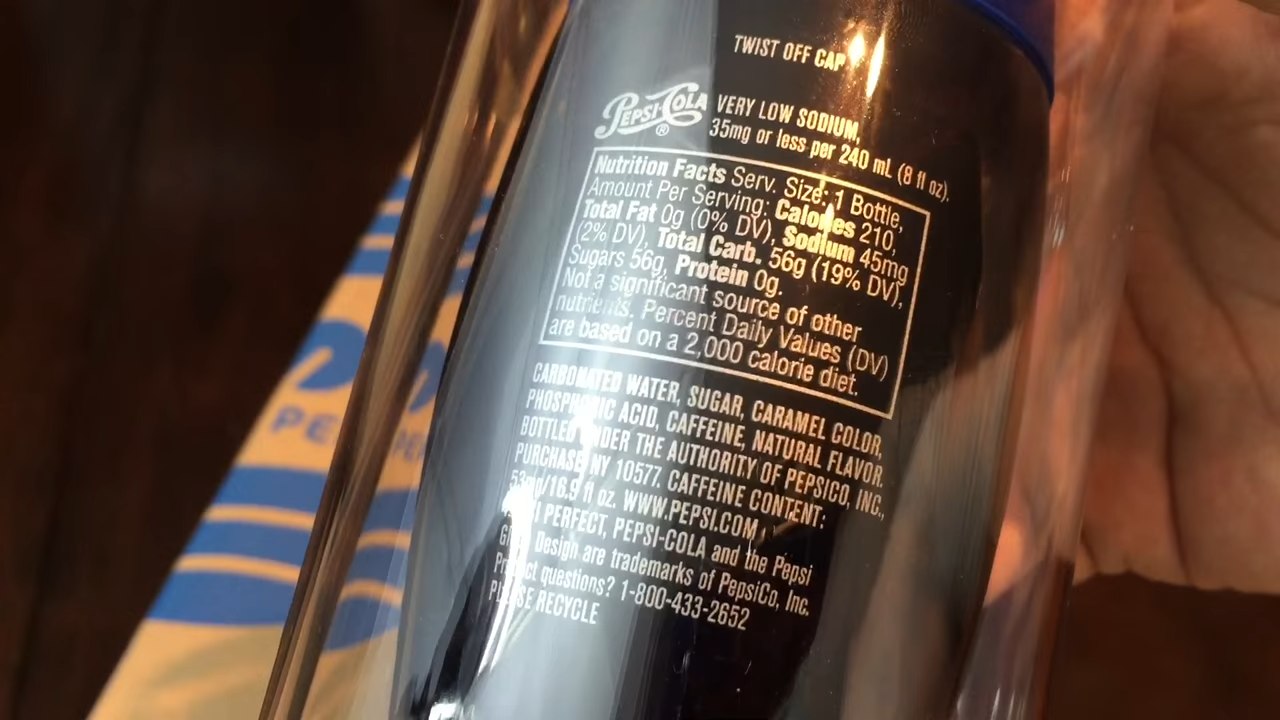 TWIST OFF CAP
PEPSI-COLA®
VERY LOW SODIUM,
35mg or less per 240 mL (8 fl oz).
Nutrition Facts Serv. Size: 1 Bottle,
Amount Per Serving: Calories 210,
Total Fat 0g (0% DV), Sodium 45mg
(2% DV), Total Carb. 56g (19% DV),
Sugars 56g, Protein 0g.
Not a significant source of other
nutrients. Percent Daily Values (DV)
are based on a 2,000 calorie diet.
CARBONATED WATER, SUGAR, CARAMEL COLOR,
PHOSPHORIC ACID, CAFFEINE, NATURAL FLAVOR.
BOTTLED UNDER THE AUTHORITY OF PEPSICO, INC.,
PURCHASE NY 10577. CAFFEINE CONTENT:
53mg/16.9 fl oz. WWW.PEPSI.COM
PERFECT, PEPSI-COLA and the Pepsi
Design are trademarks of PepsiCo, Inc.
Product questions? 1-800-433-2652
PLEASE RECYCLE
PE